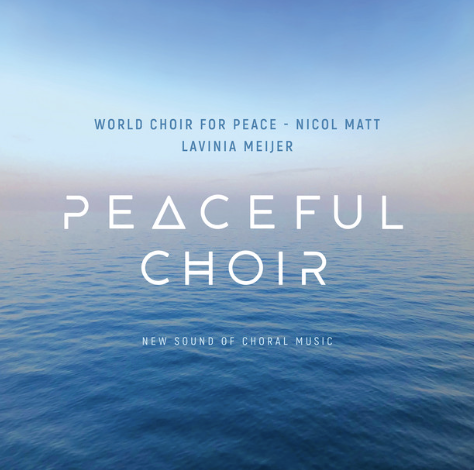 WORLD CHOIR FOR PEACE - NICOL MATT
LAVINIA MEIJER
PEACEFUL
CHOIR
NEW SOUND OF CHORAL MUSIC